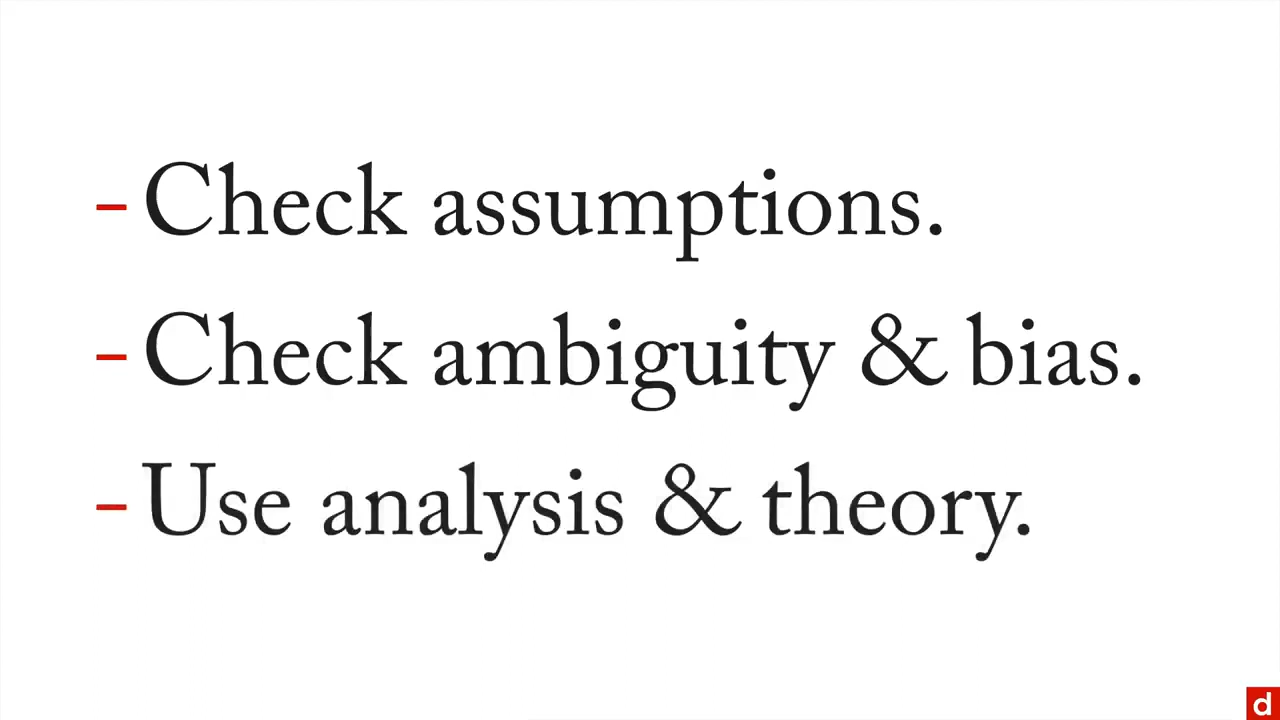 – Check assumptions.
– Check ambiguity & bias.
– Use analysis & theory.
d